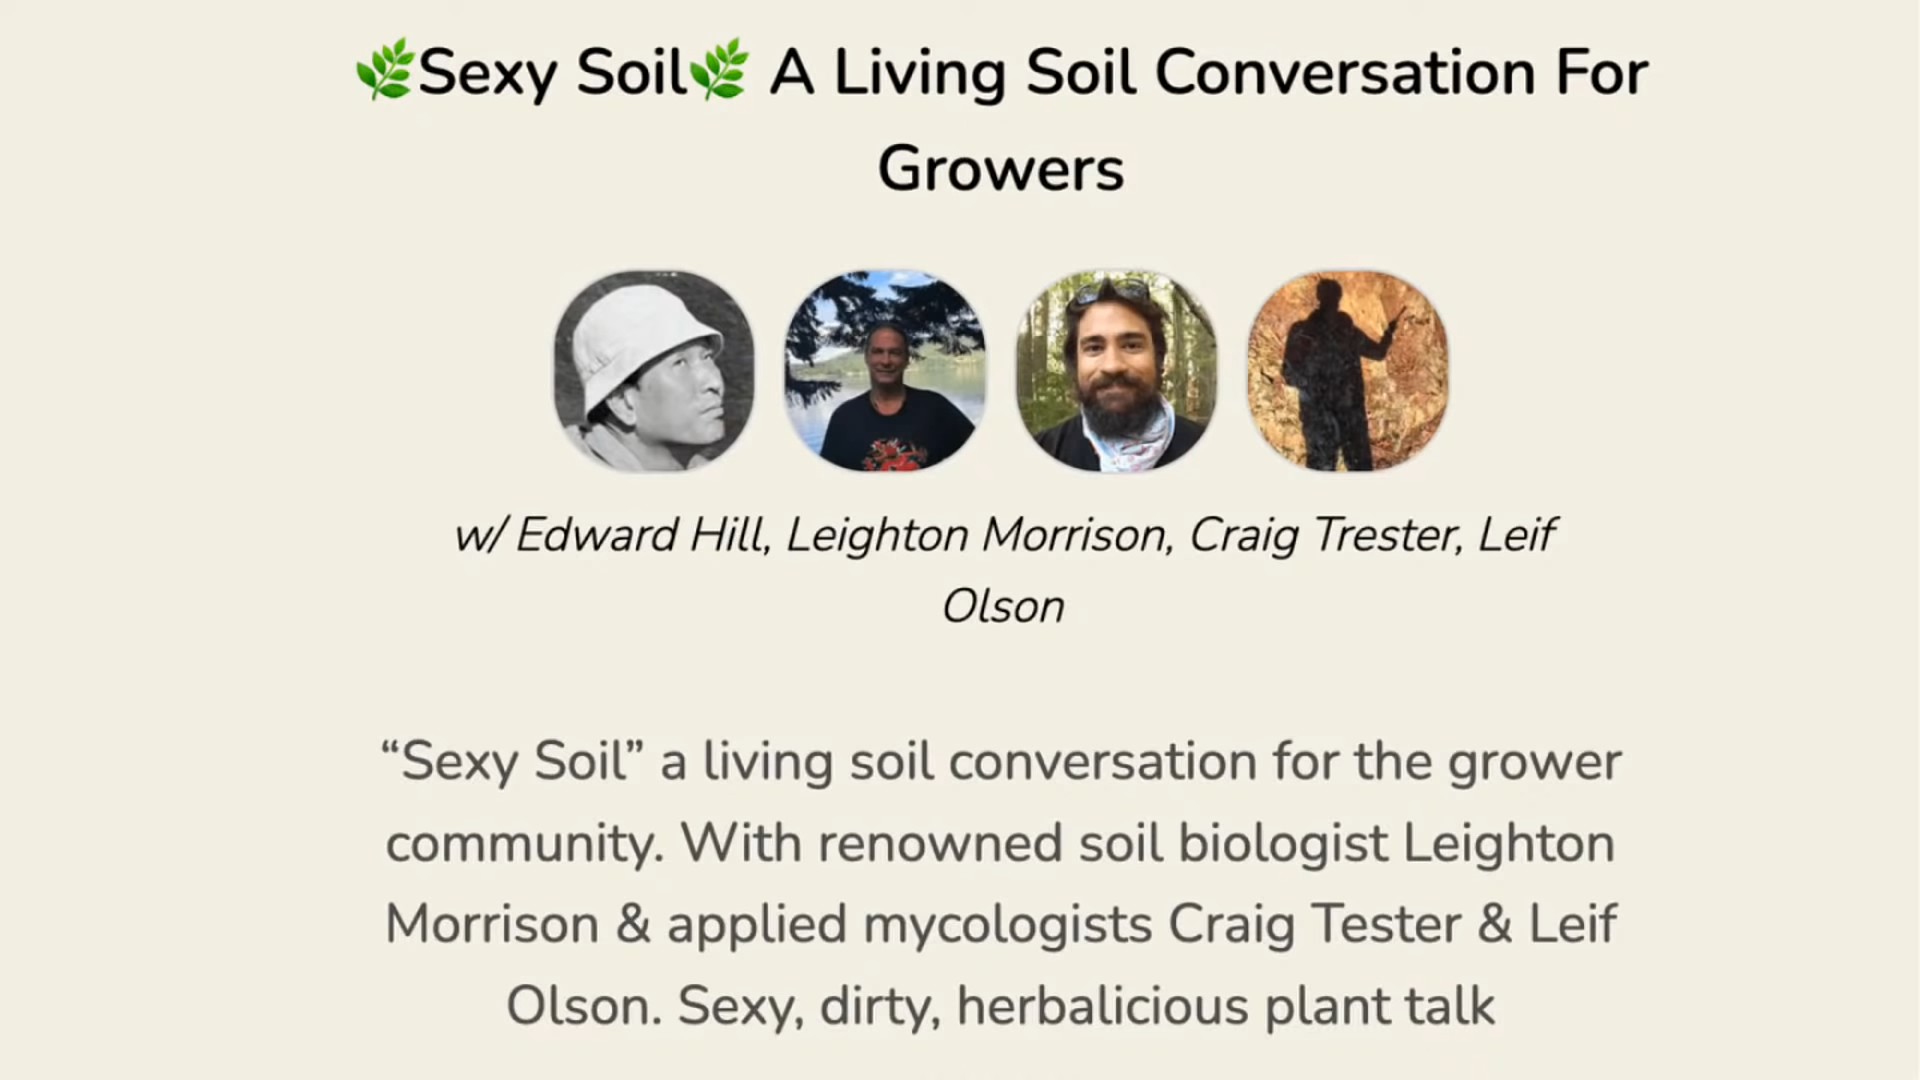 🌿Sexy Soil🌿 A Living Soil Conversation For
Growers
w/ Edward Hill, Leighton Morrison, Craig Trester, Leif
Olson
“Sexy Soil” a living soil conversation for the grower
community. With renowned soil biologist Leighton
Morrison & applied mycologists Craig Tester & Leif
Olson. Sexy, dirty, herbalicious plant talk